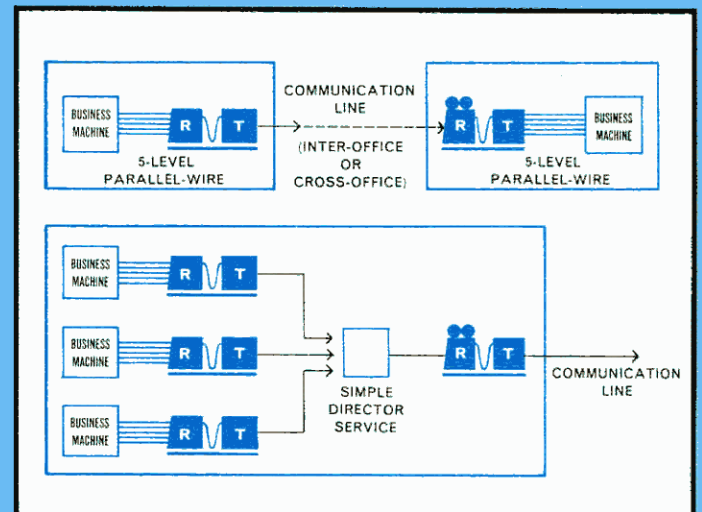 BUSINESS
MACHINE
R T
5-LEVEL
PARALLEL-WIRE
COMMUNICATION
LINE
(INTER-OFFICE
OR
CROSS-OFFICE)
R T
BUSINESS
MACHINE
5-LEVEL
PARALLEL-WIRE
BUSINESS
MACHINE
R T
BUSINESS
MACHINE
R T
BUSINESS
MACHINE
R T
SIMPLE
DIRECTOR
SERVICE
R T
COMMUNICATION
LINE